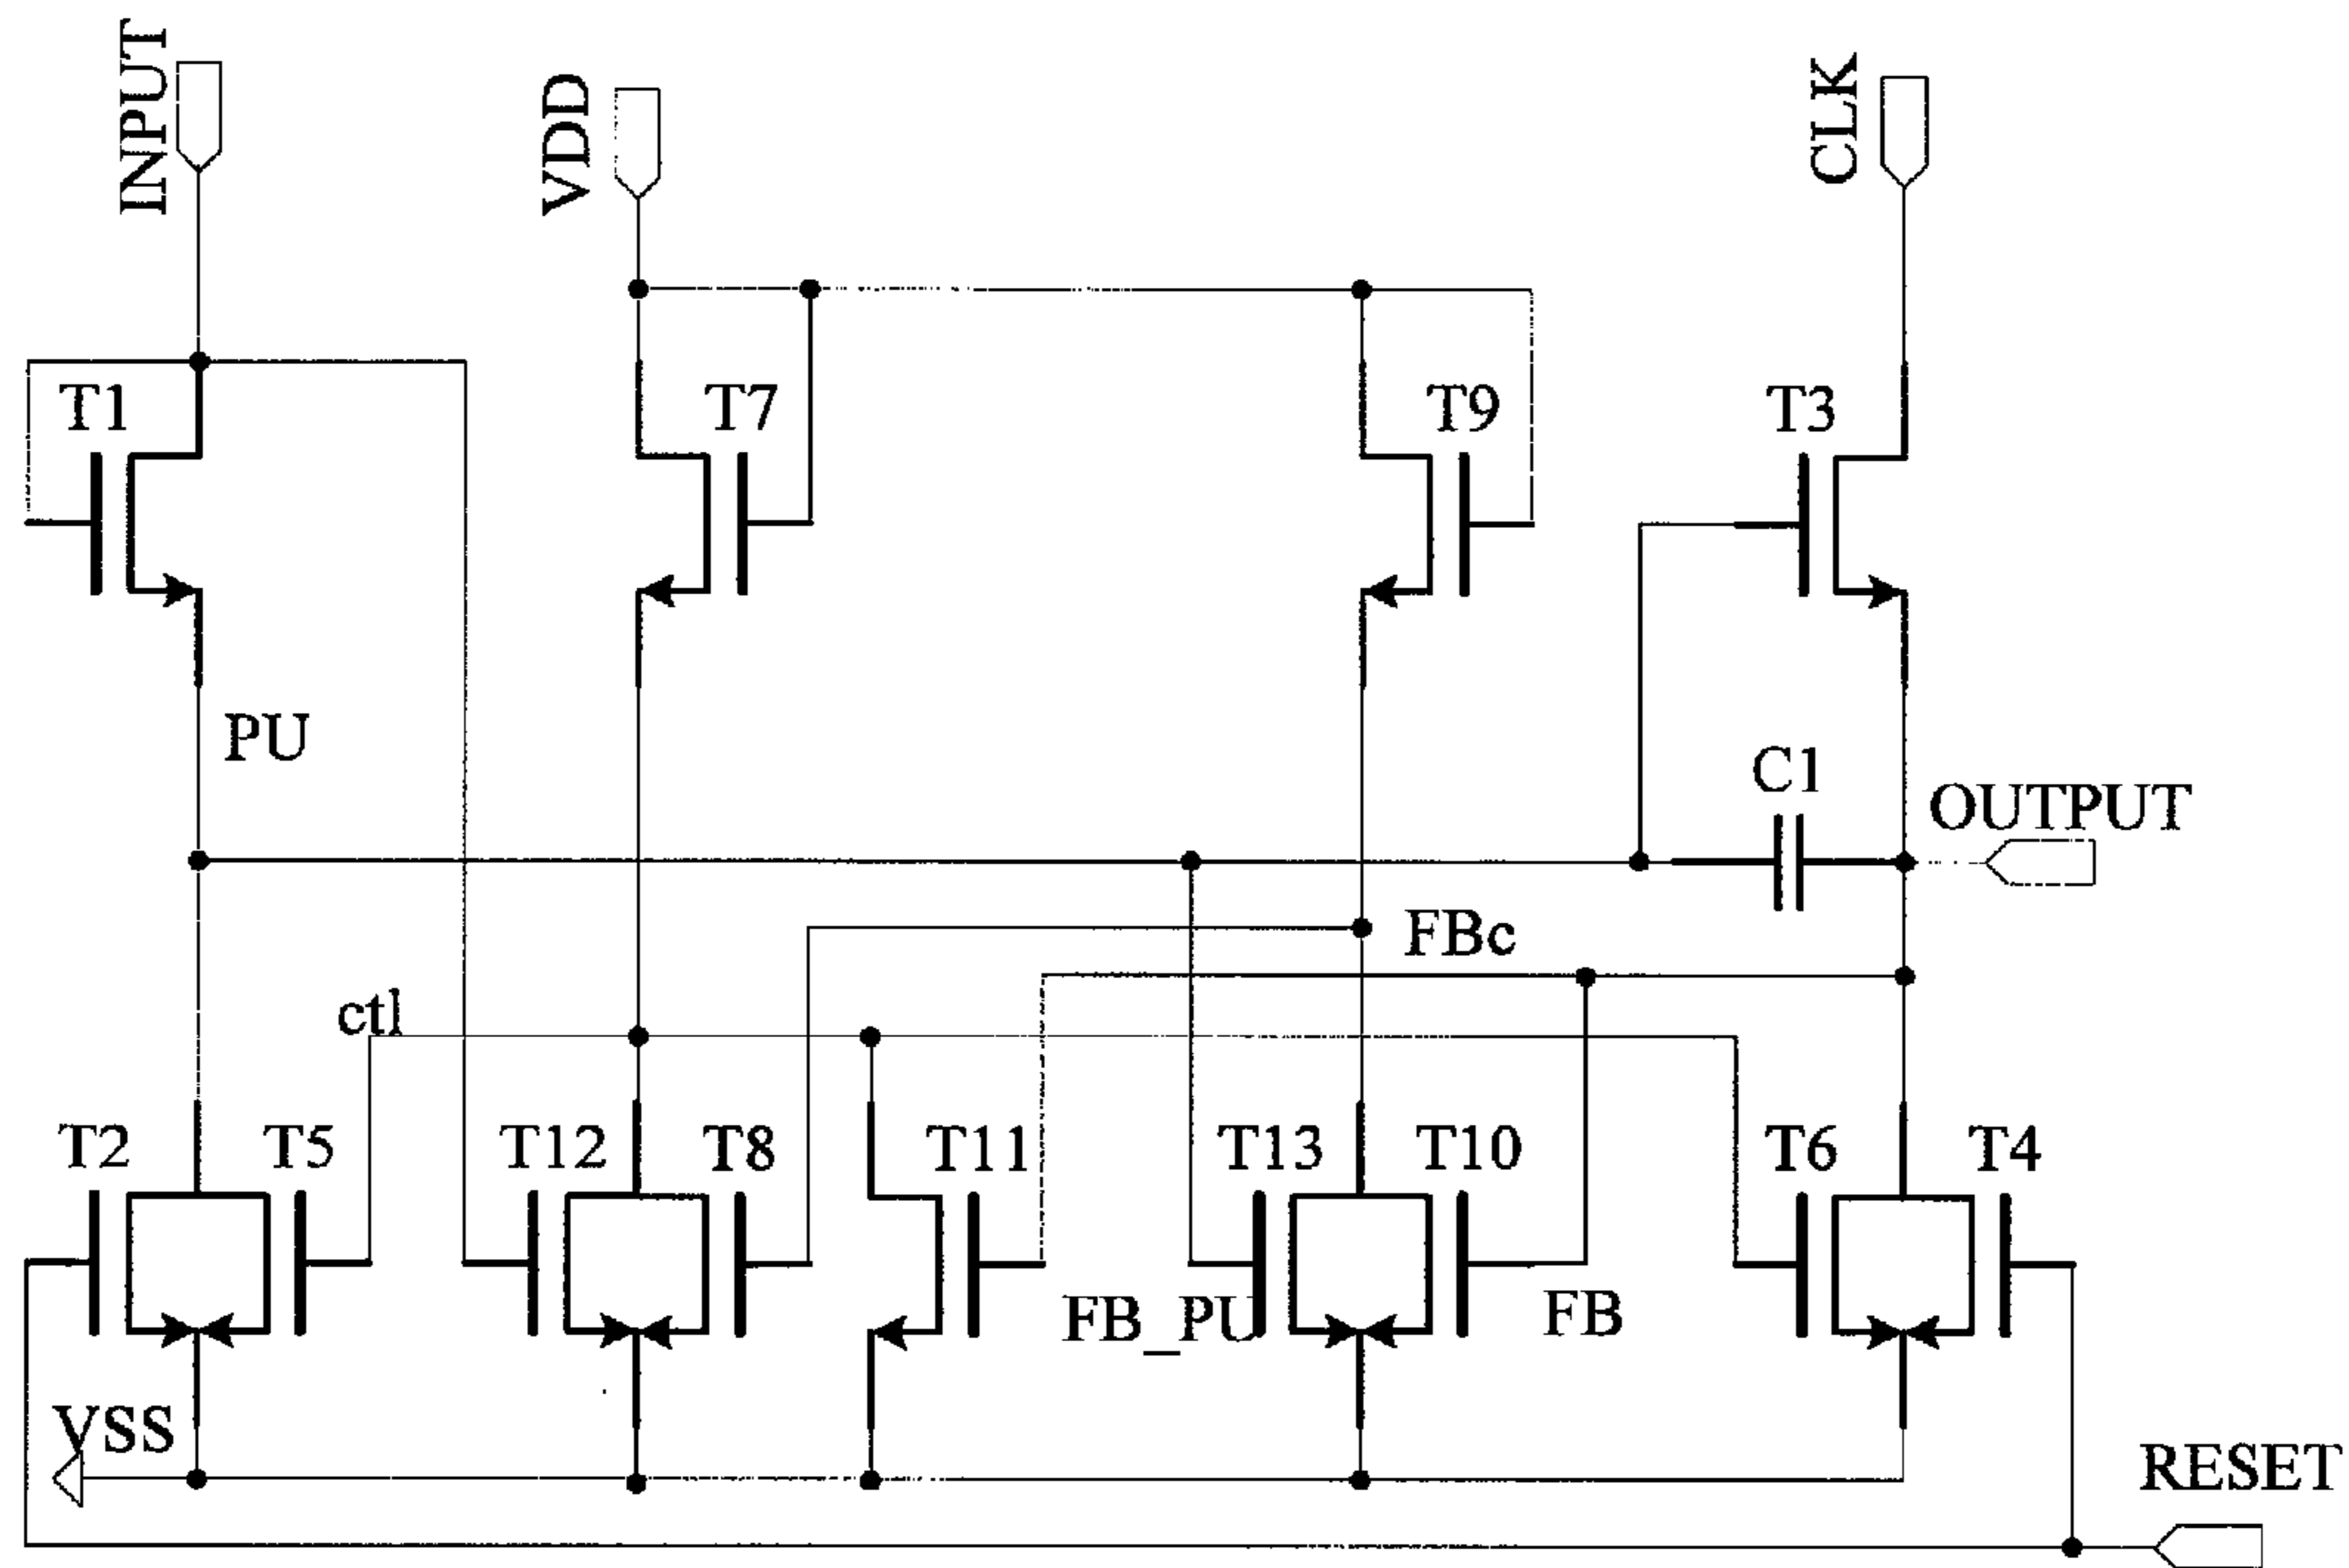 INPUT
VDD
CLK
T1
T7
T9
T3
PU
C1
OUTPUT
FBc
ctl
T2
T5
T12
T8
T11
T13
T10
T6
T4
FB_PU
FB
VSS
RESET